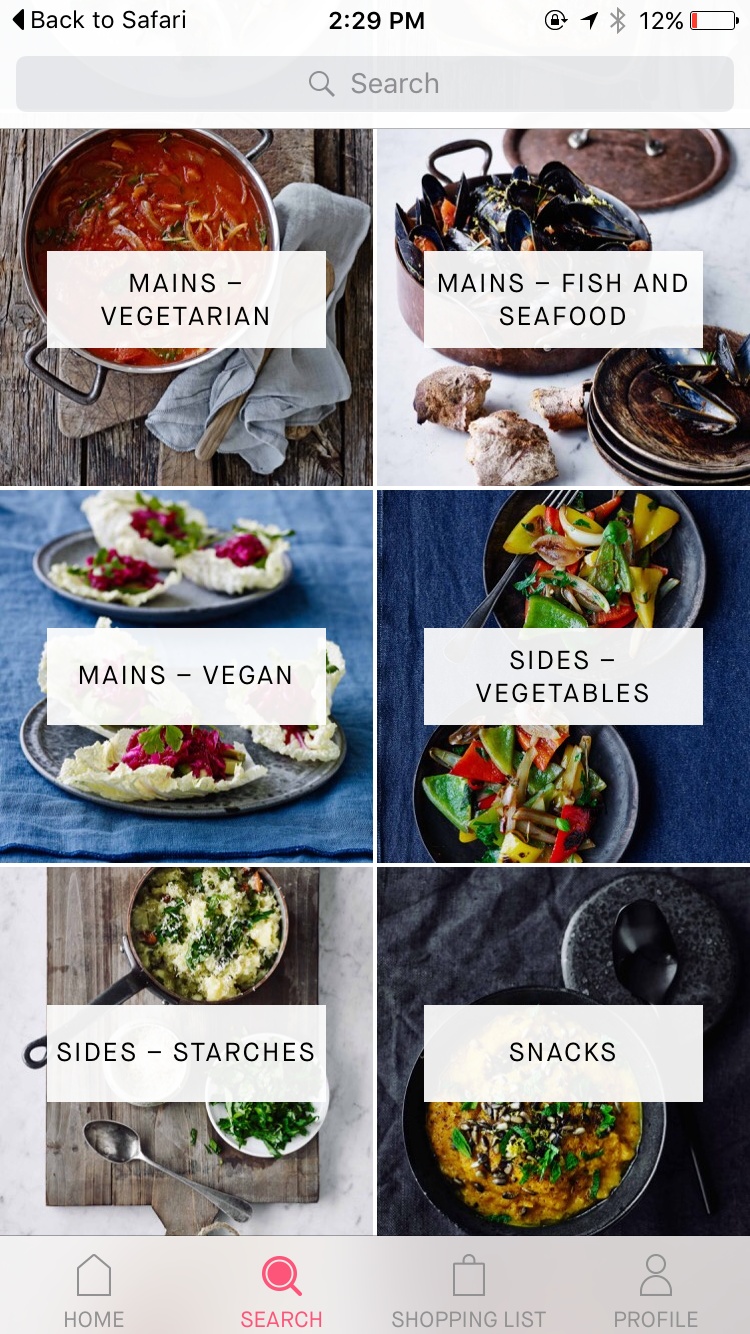 Back to Safari 2:29 PM 12%
Search
MAINS –
VEGETARIAN
MAINS – FISH AND
SEAFOOD
MAINS – VEGAN
SIDES –
VEGETABLES
SIDES – STARCHES
SNACKS
HOME SEARCH SHOPPING LIST PROFILE